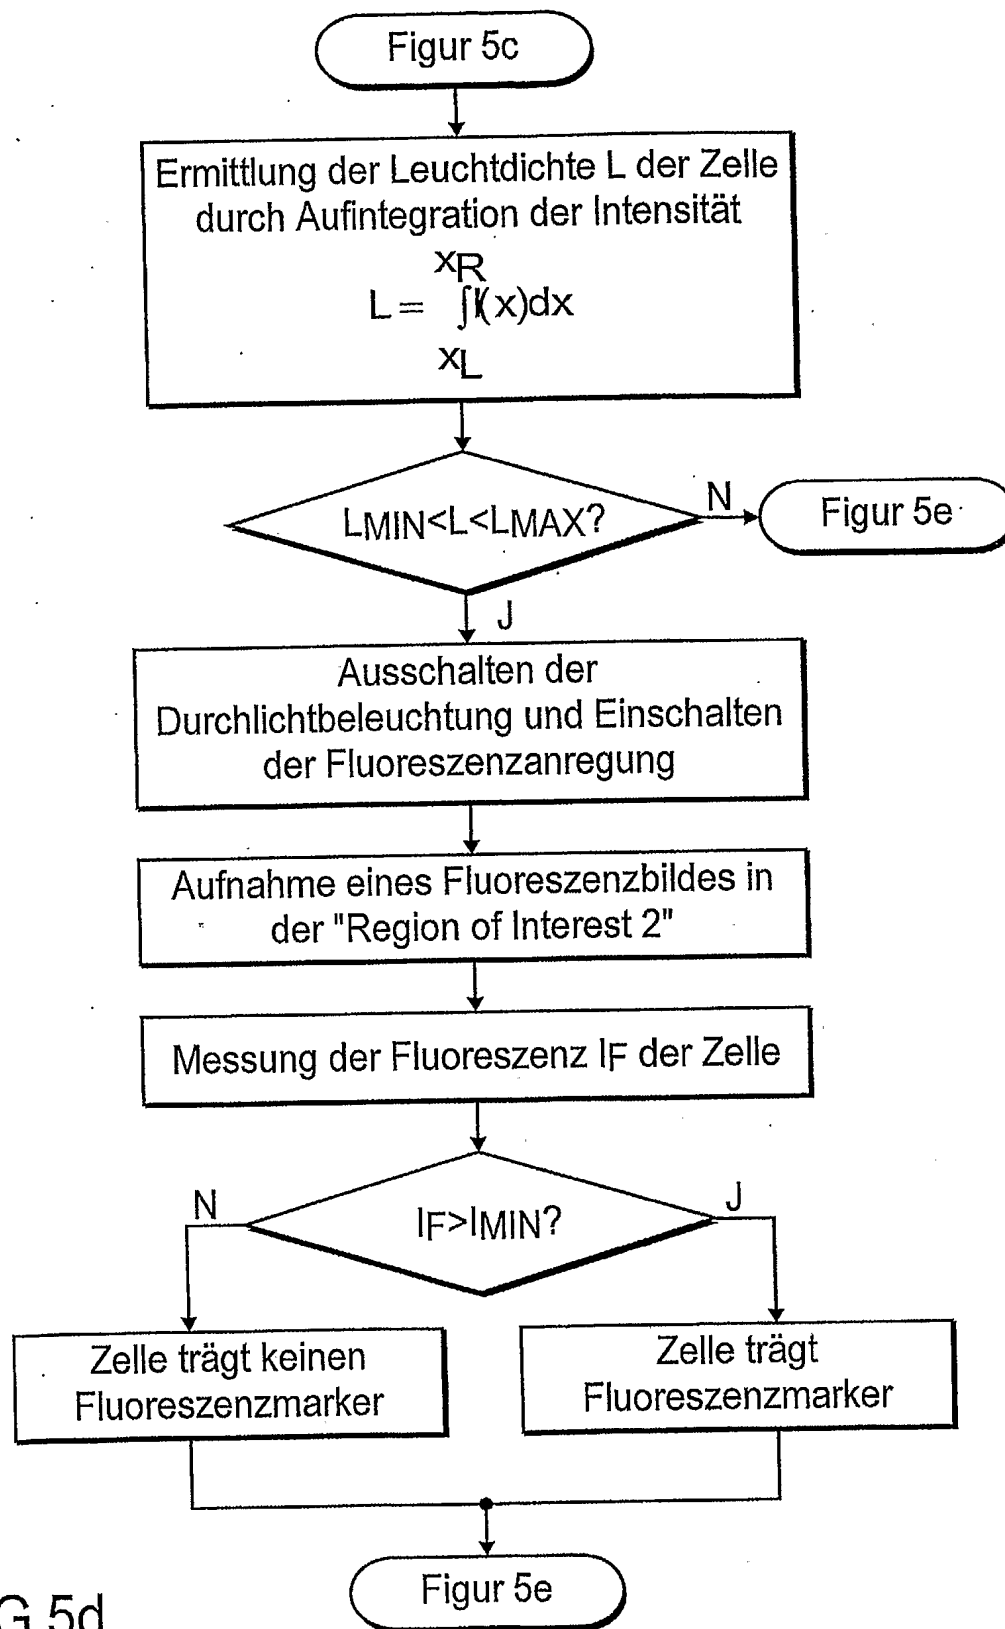 Figur 5c
Ermittlung der Leuchtdichte L der Zelle
durch Aufintegration der Intensität
xR
L = ∫I(x)dx
xL
LMIN<L<LMAX?
N
Figur 5e
J
Ausschalten der
Durchlichtbeleuchtung und Einschalten
der Fluoreszenzanregung
Aufnahme eines Fluoreszenzbildes in
der "Region of Interest 2"
Messung der Fluoreszenz IF der Zelle
N
IF>IMIN?
J
Zelle trägt keinen
Fluoreszenzmarker
Zelle trägt
Fluoreszenzmarker
Figur 5e
G 5d